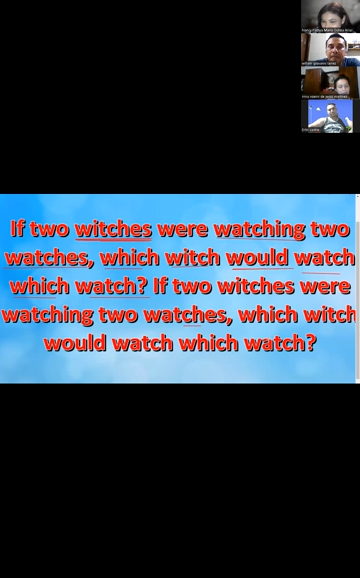 If two witches were watching two
watches, which witch would watch
which watch? If two witches were
watching two watches, which witch
would watch which watch?